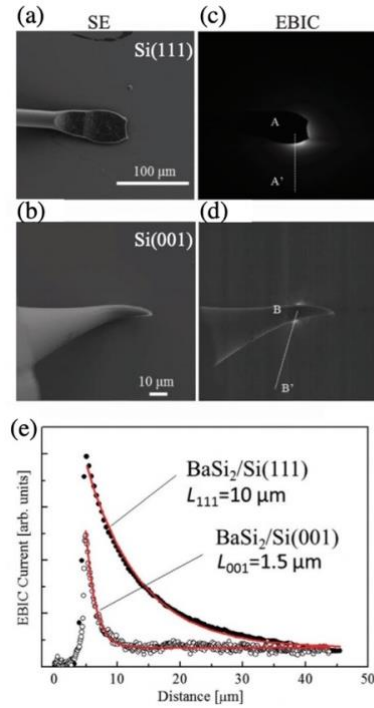 (a) SE
(c) EBIC
Si(111)
A
A'
100 μm
(b)
(d)
Si(001)
B
B'
10 μm
(e)
BaSi₂/Si(111)
L₁₁₁=10 μm
BaSi₂/Si(001)
L₀₀₁=1.5 μm
EBIC Current [arb. units]
0 10 20 30 40 50
Distance [μm]